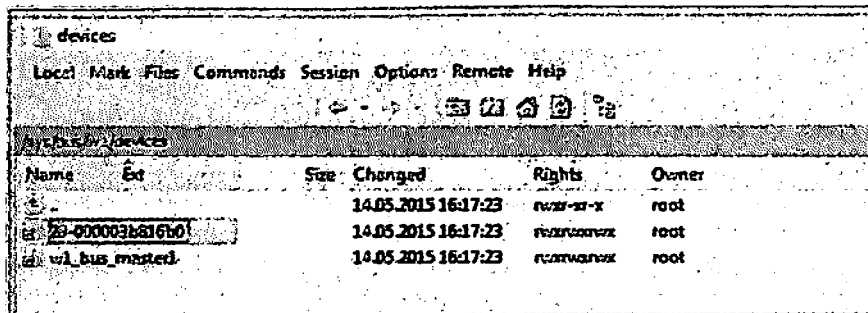 devices
Local Mark Files Commands Session Options Remote Help
/sys/bus/w1/devices
Name Ext Size Changed Rights Owner
.. 14.05.2015 16:17:23 rwxr-xr-x root
14.05.2015 16:17:23 rwxrwxrwx root
w1_bus_master1 14.05.2015 16:17:23 rwxrwxrwx root